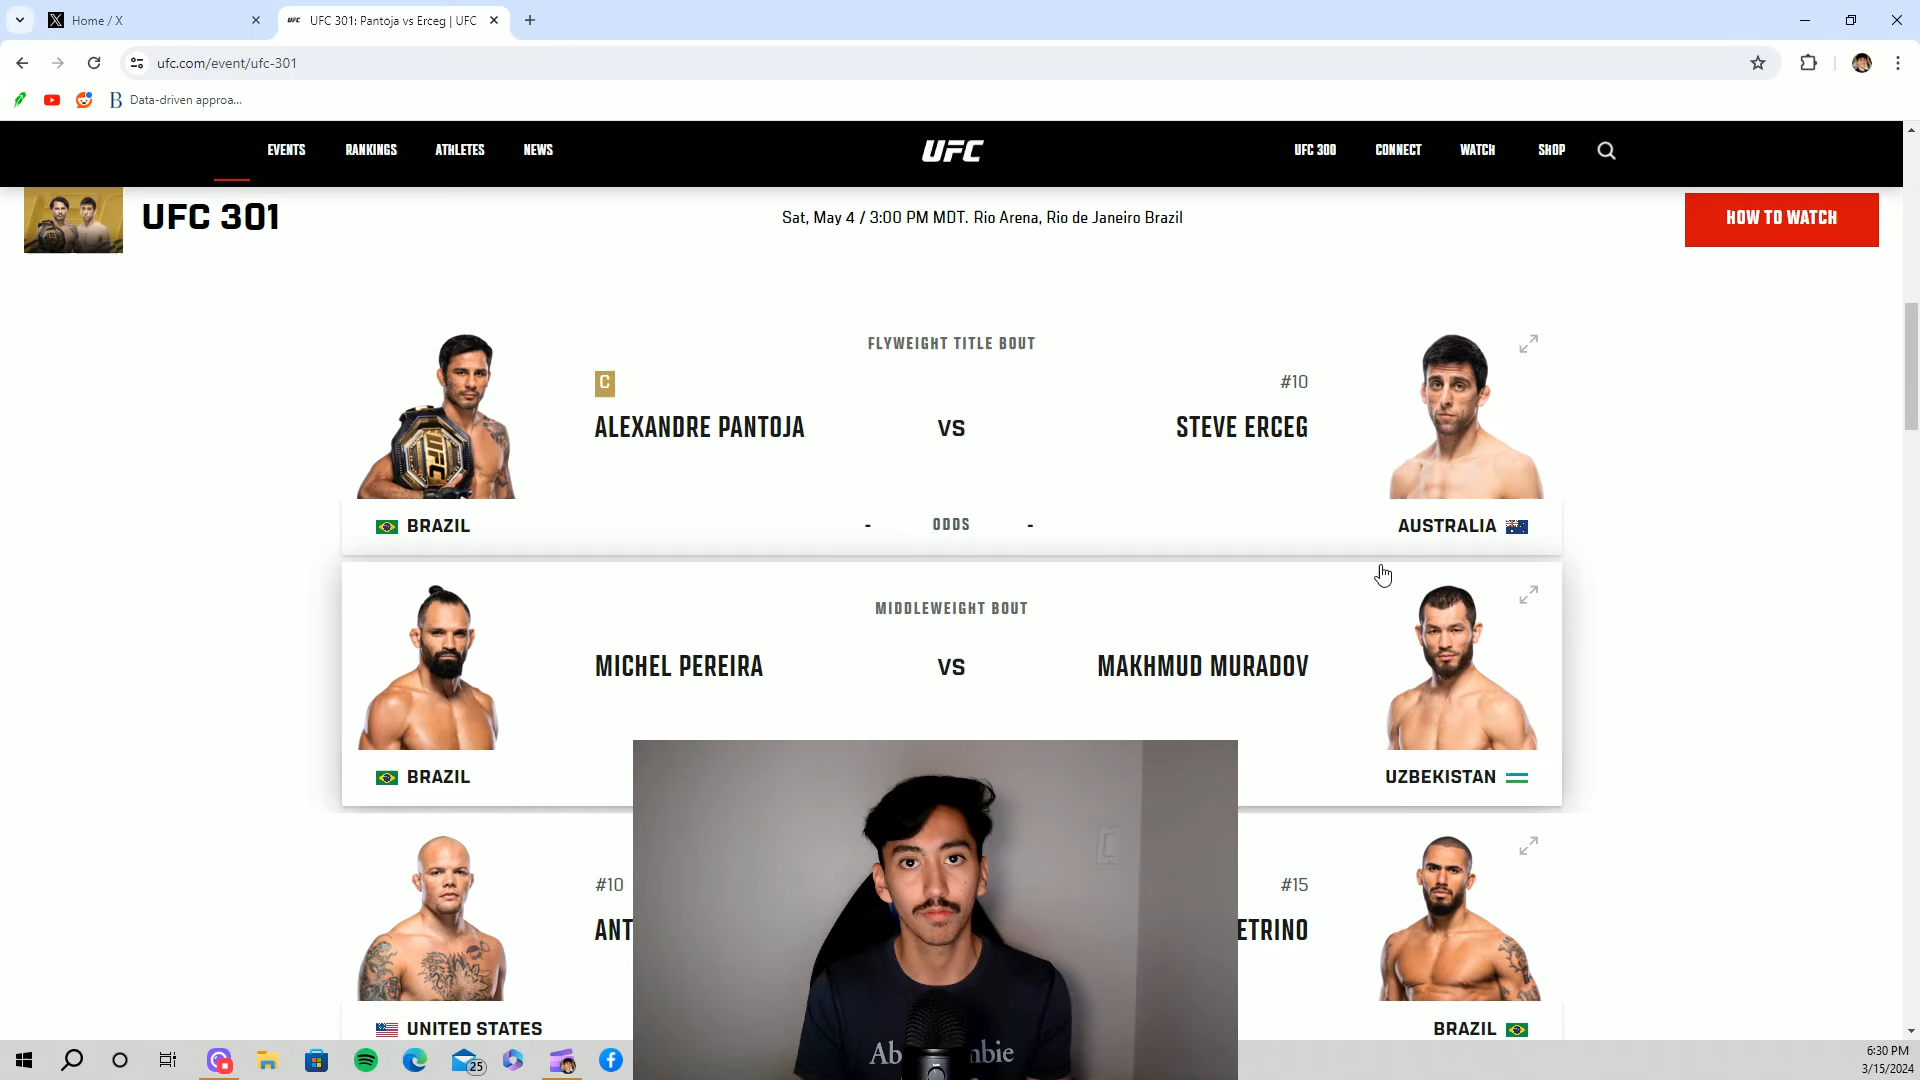 Home / X
UFC 301: Pantoja vs Erceg | UFC
ufc.com/event/ufc-301
B Data-driven approa...
EVENTS RANKINGS ATHLETES NEWS UFC UFC 300 CONNECT WATCH SHOP
UFC 301 Sat, May 4 / 3:00 PM MDT. Rio Arena, Rio de Janeiro Brazil HOW TO WATCH
FLYWEIGHT TITLE BOUT
C #10
ALEXANDRE PANTOJA VS STEVE ERCEG
BRAZIL - ODDS - AUSTRALIA
MIDDLEWEIGHT BOUT
MICHEL PEREIRA VS MAKHMUD MURADOV
BRAZIL UZBEKISTAN
#10 #15
ANT ETRINO
UNITED STATES BRAZIL
25
6:30 PM
3/15/2024